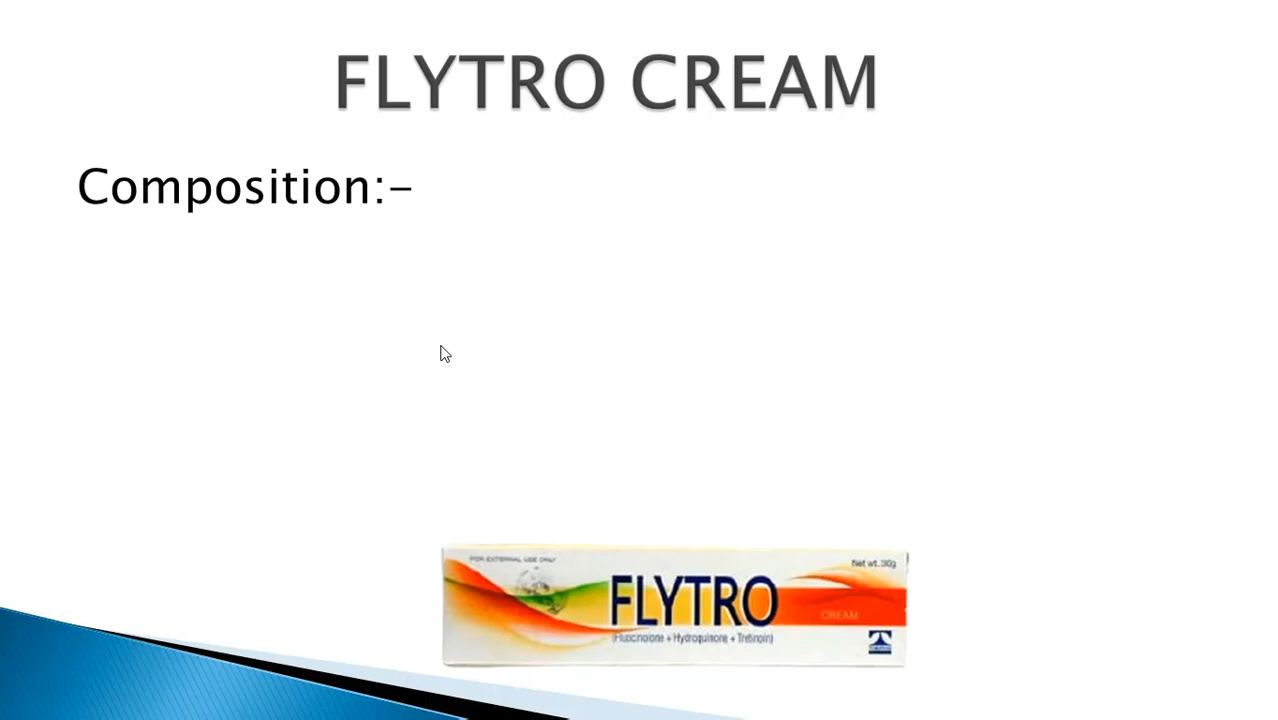 FLYTRO CREAM
Composition:-
FOR EXTERNAL USE ONLY
Net wt. 30g
FLYTRO
CREAM
(Fluocinolone + Hydroquinone + Tretinoin)